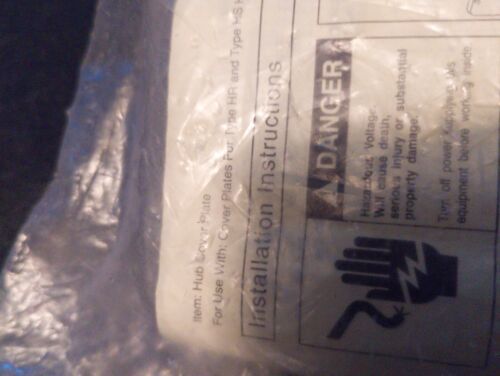 Item: Hub Cover Plate
For Use With: Cover Plates For Type HR and Type HS
Installation Instructions
DANGER
Hazardous Voltage.
Will cause death,
serious injury or substantial
property damage.
Turn off power supplying this
equipment before working inside